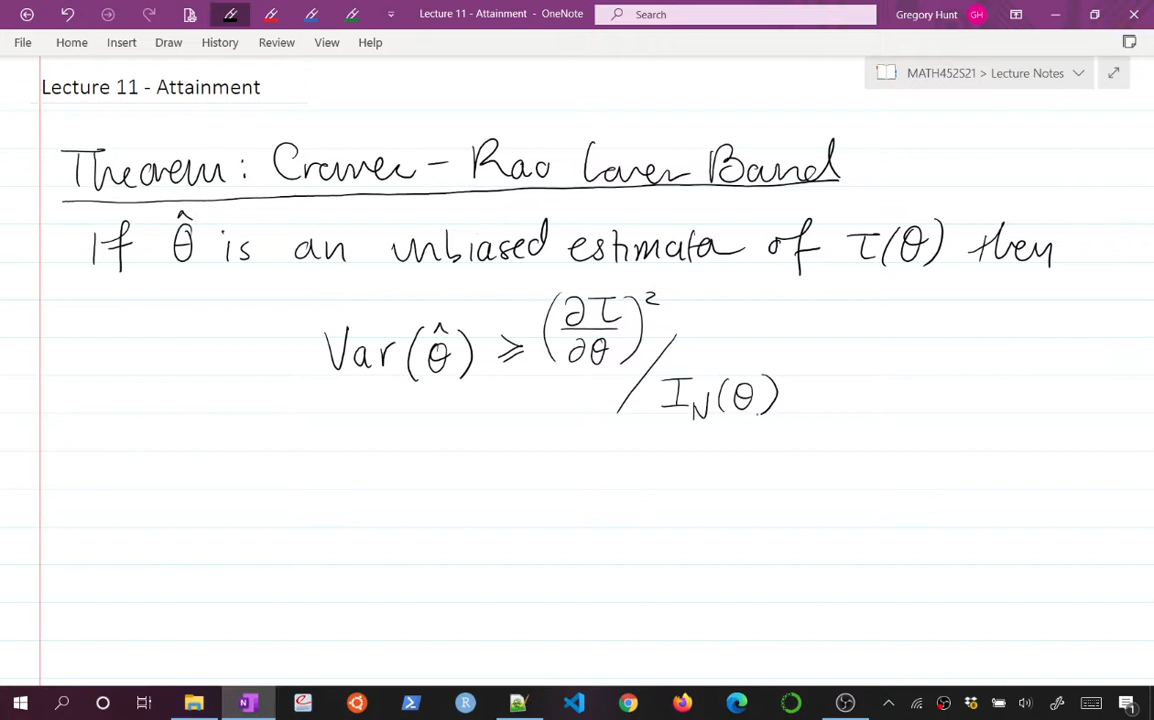 Lecture 11 - Attainment - OneNote
Search
Gregory Hunt
GH
File Home Insert Draw History Review View Help
MATH452S21 > Lecture Notes
Lecture 11 - Attainment
Theorem: Cramer-Rao Lower Bound
If θ̂ is an unbiased estimator of τ(θ) then
Var(θ̂) ≥ (∂τ/∂θ)² / I_N(θ)